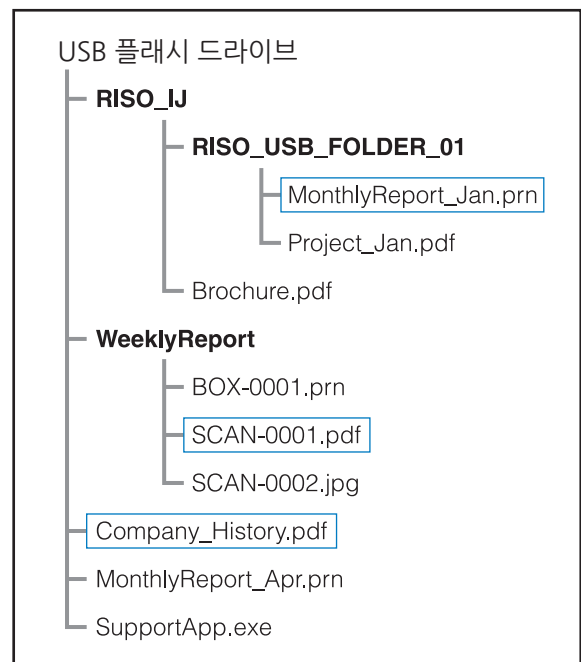 USB 플래시 드라이브
RISO_IJ
RISO_USB_FOLDER_01
MonthlyReport_Jan.prn
Project_Jan.pdf
Brochure.pdf
WeeklyReport
BOX-0001.prn
SCAN-0001.pdf
SCAN-0002.jpg
Company_History.pdf
MonthlyReport_Apr.prn
SupportApp.exe